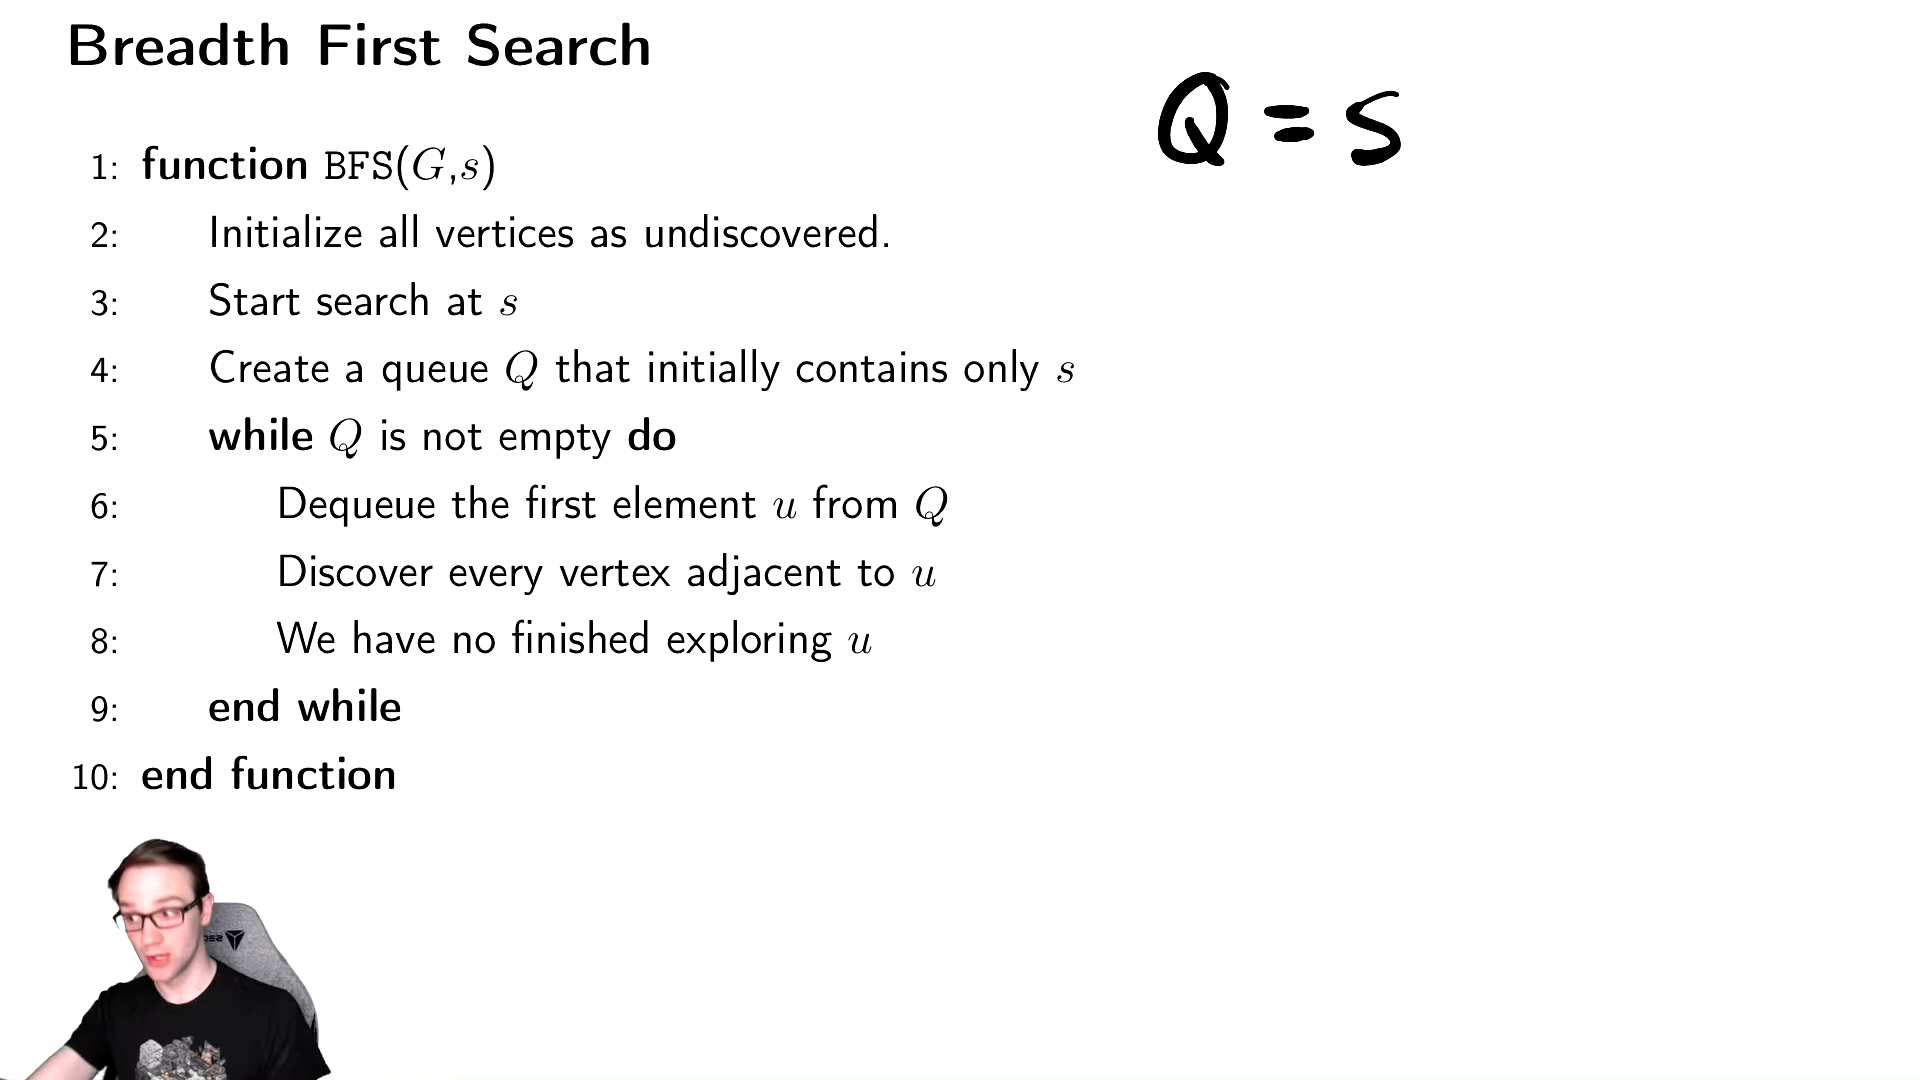 Breadth First Search
Q = S
1: function BFS(G,s)
2: Initialize all vertices as undiscovered.
3: Start search at s
4: Create a queue Q that initially contains only s
5: while Q is not empty do
6: Dequeue the first element u from Q
7: Discover every vertex adjacent to u
8: We have no finished exploring u
9: end while
10: end function